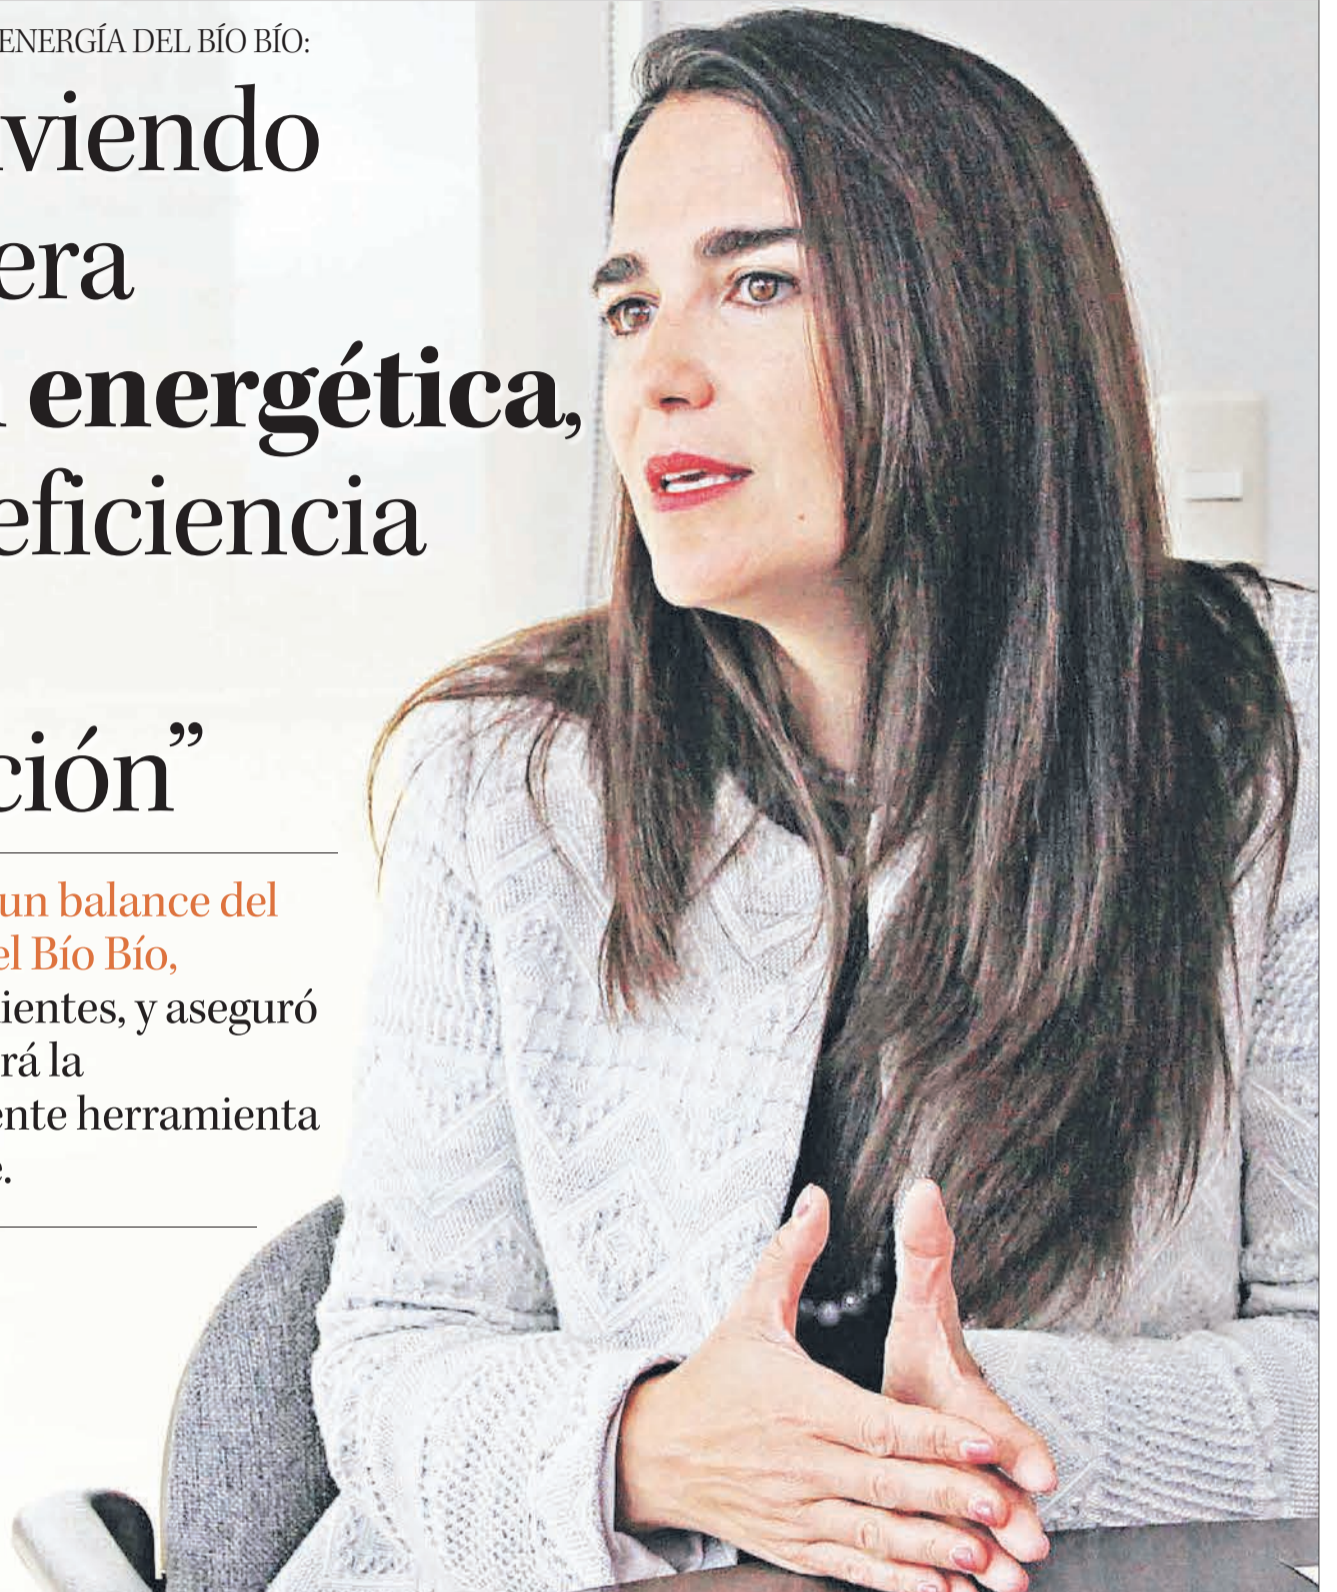 ENERGÍA DEL BÍO BÍO:
viendo
era
energética,
eficiencia
ción”
un balance del
el Bío Bío,
ientes, y aseguró
rá la
ente herramienta
.